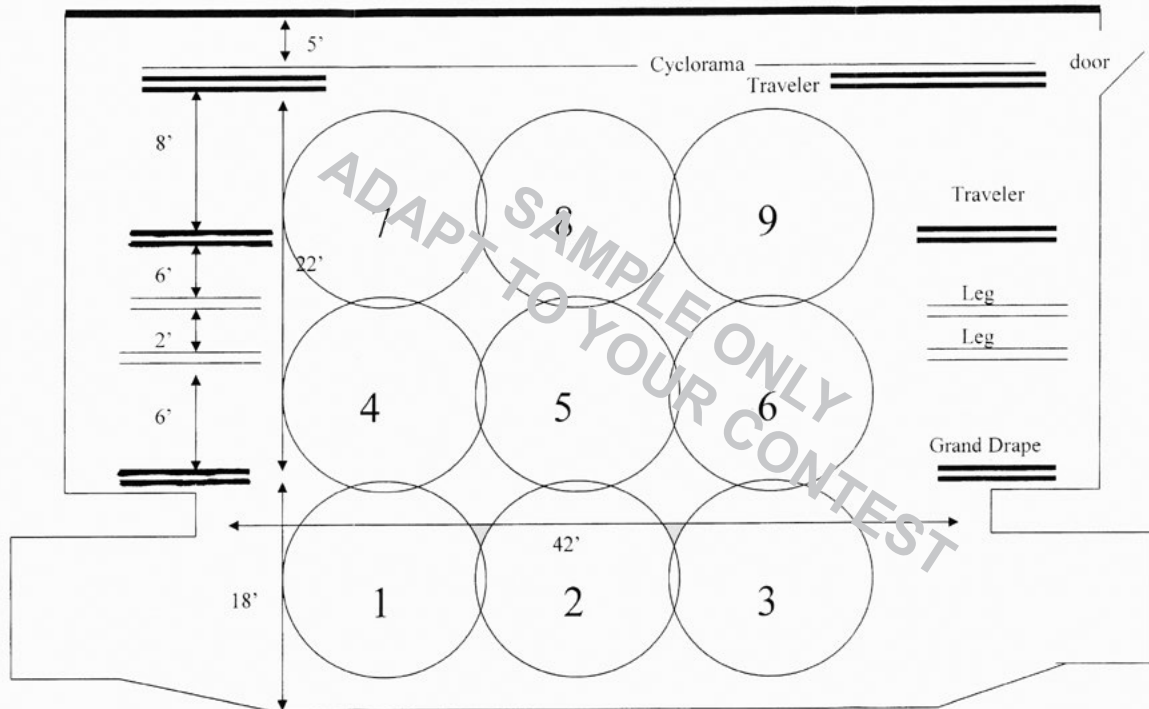 5'
Cyclorama
door
Traveler
8'
Traveler
7
8
9
22'
6'
Leg
2'
Leg
6'
4
5
6
Grand Drape
42'
18'
1
2
3
SAMPLE ONLY
ADAPT TO YOUR CONTEST